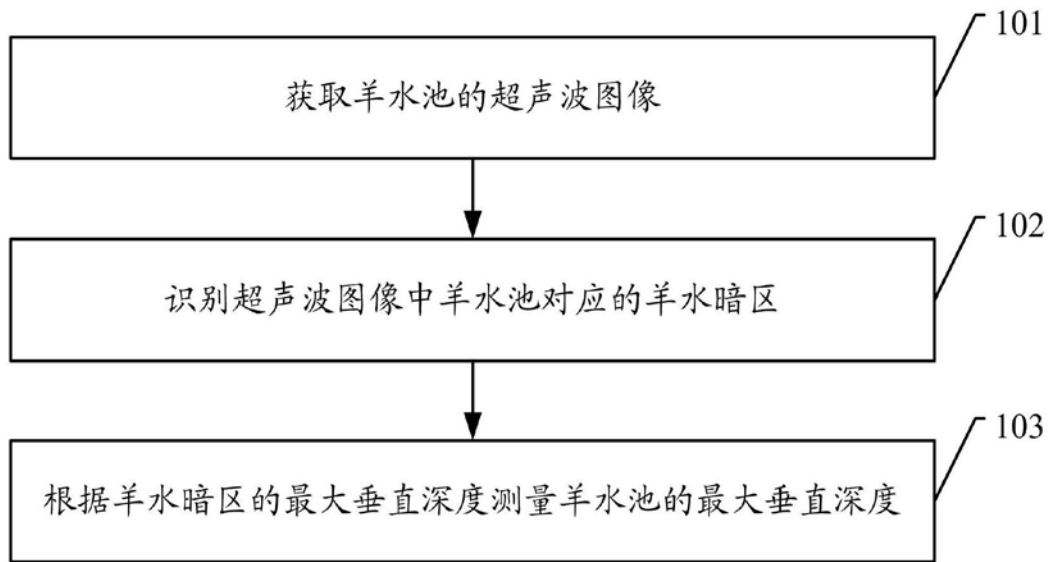 101
获取羊水池的超声波图像
102
识别超声波图像中羊水池对应的羊水暗区
103
根据羊水暗区的最大垂直深度测量羊水池的最大垂直深度